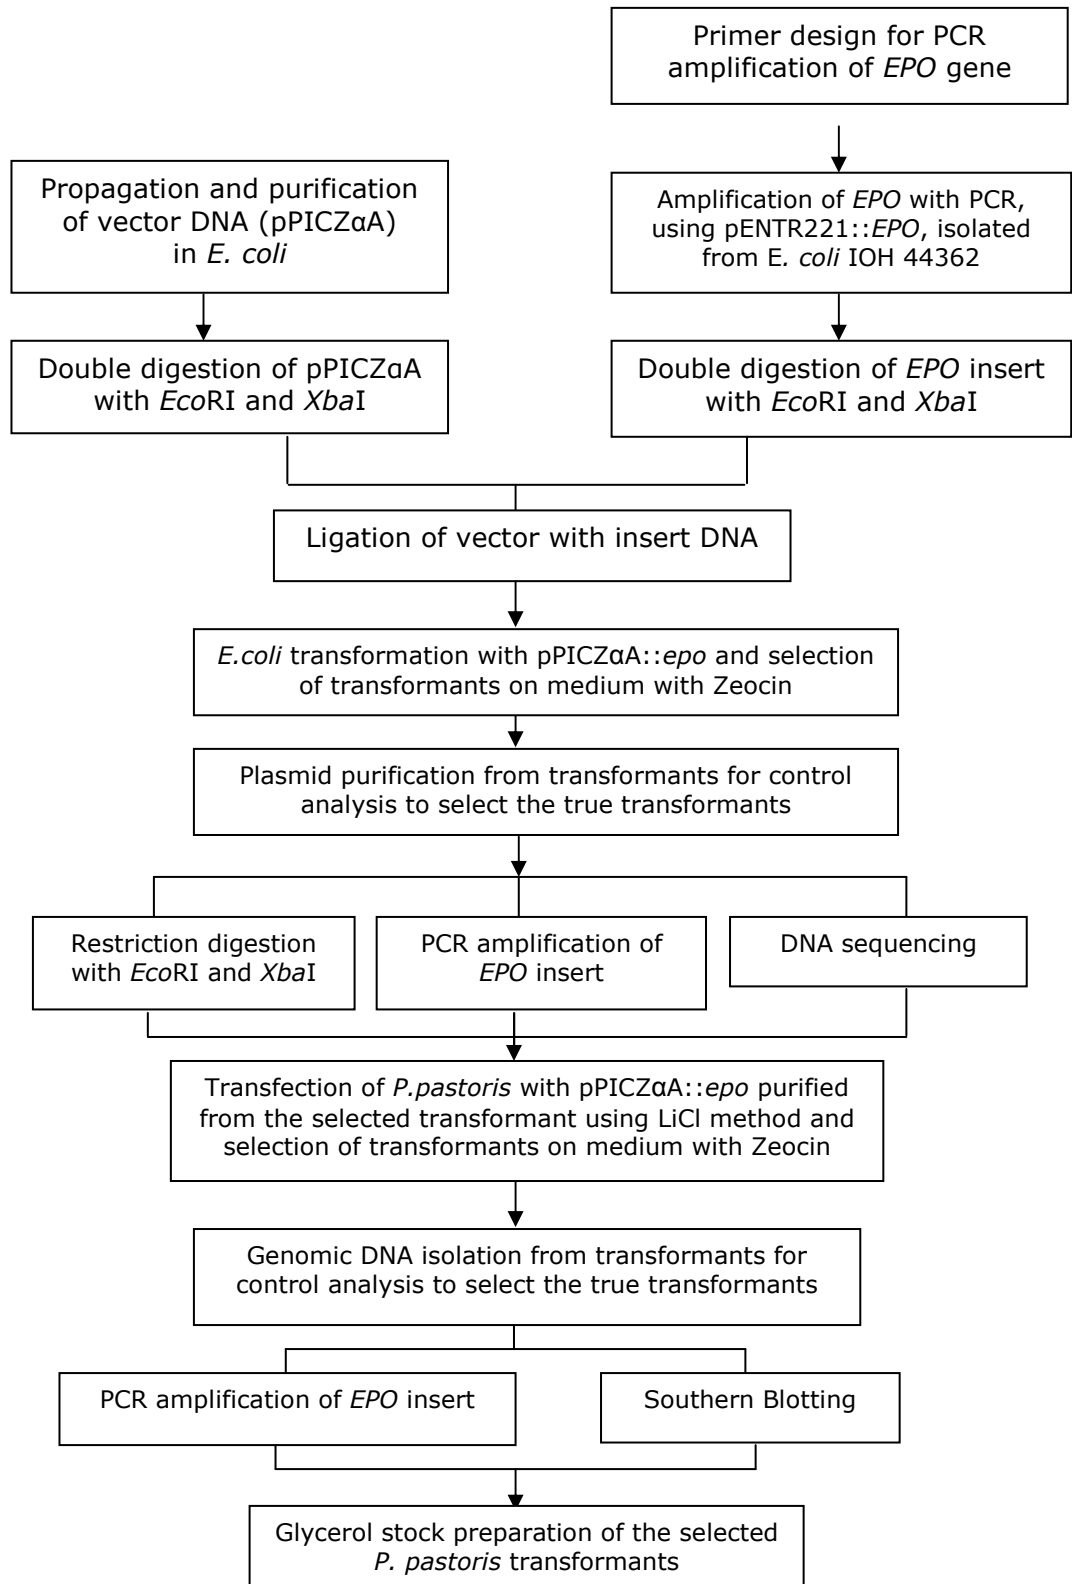 Primer design for PCR
amplification of EPO gene
Propagation and purification
of vector DNA (pPICZαA)
in E. coli
Amplification of EPO with PCR,
using pENTR221::EPO, isolated
from E. coli IOH 44362
Double digestion of pPICZαA
with EcoRI and XbaI
Double digestion of EPO insert
with EcoRI and XbaI
Ligation of vector with insert DNA
E.coli transformation with pPICZαA::epo and selection
of transformants on medium with Zeocin
Plasmid purification from transformants for control
analysis to select the true transformants
Restriction digestion
with EcoRI and XbaI
PCR amplification of
EPO insert
DNA sequencing
Transfection of P.pastoris with pPICZαA::epo purified
from the selected transformant using LiCl method and
selection of transformants on medium with Zeocin
Genomic DNA isolation from transformants for
control analysis to select the true transformants
PCR amplification of EPO insert
Southern Blotting
Glycerol stock preparation of the selected
P. pastoris transformants